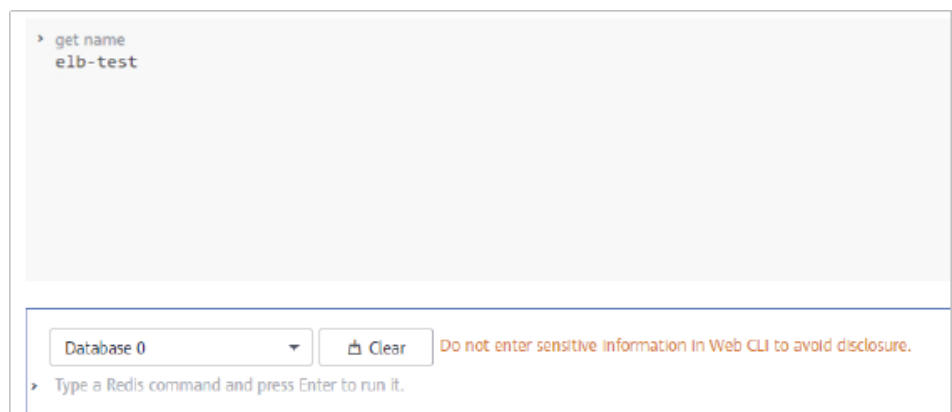 > get name
elb-test
Database 0
Clear
Do not enter sensitive information in Web CLI to avoid disclosure.
> Type a Redis command and press Enter to run it.